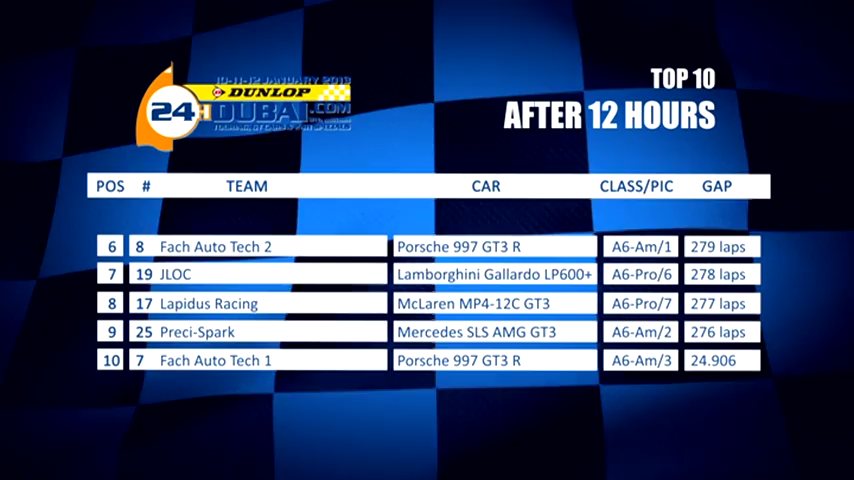 10-11-12 JANUARY 2013
DUNLOP
24H DUBAI.COM
TOP 10
AFTER 12 HOURS
POS # TEAM CAR CLASS/PIC GAP
6 8 Fach Auto Tech 2 Porsche 997 GT3 R A6-Am/1 279 laps
7 19 JLOC Lamborghini Gallardo LP600+ A6-Pro/6 278 laps
8 17 Lapidus Racing McLaren MP4-12C GT3 A6-Pro/7 277 laps
9 25 Preci-Spark Mercedes SLS AMG GT3 A6-Am/2 276 laps
10 7 Fach Auto Tech 1 Porsche 997 GT3 R A6-Am/3 24.906